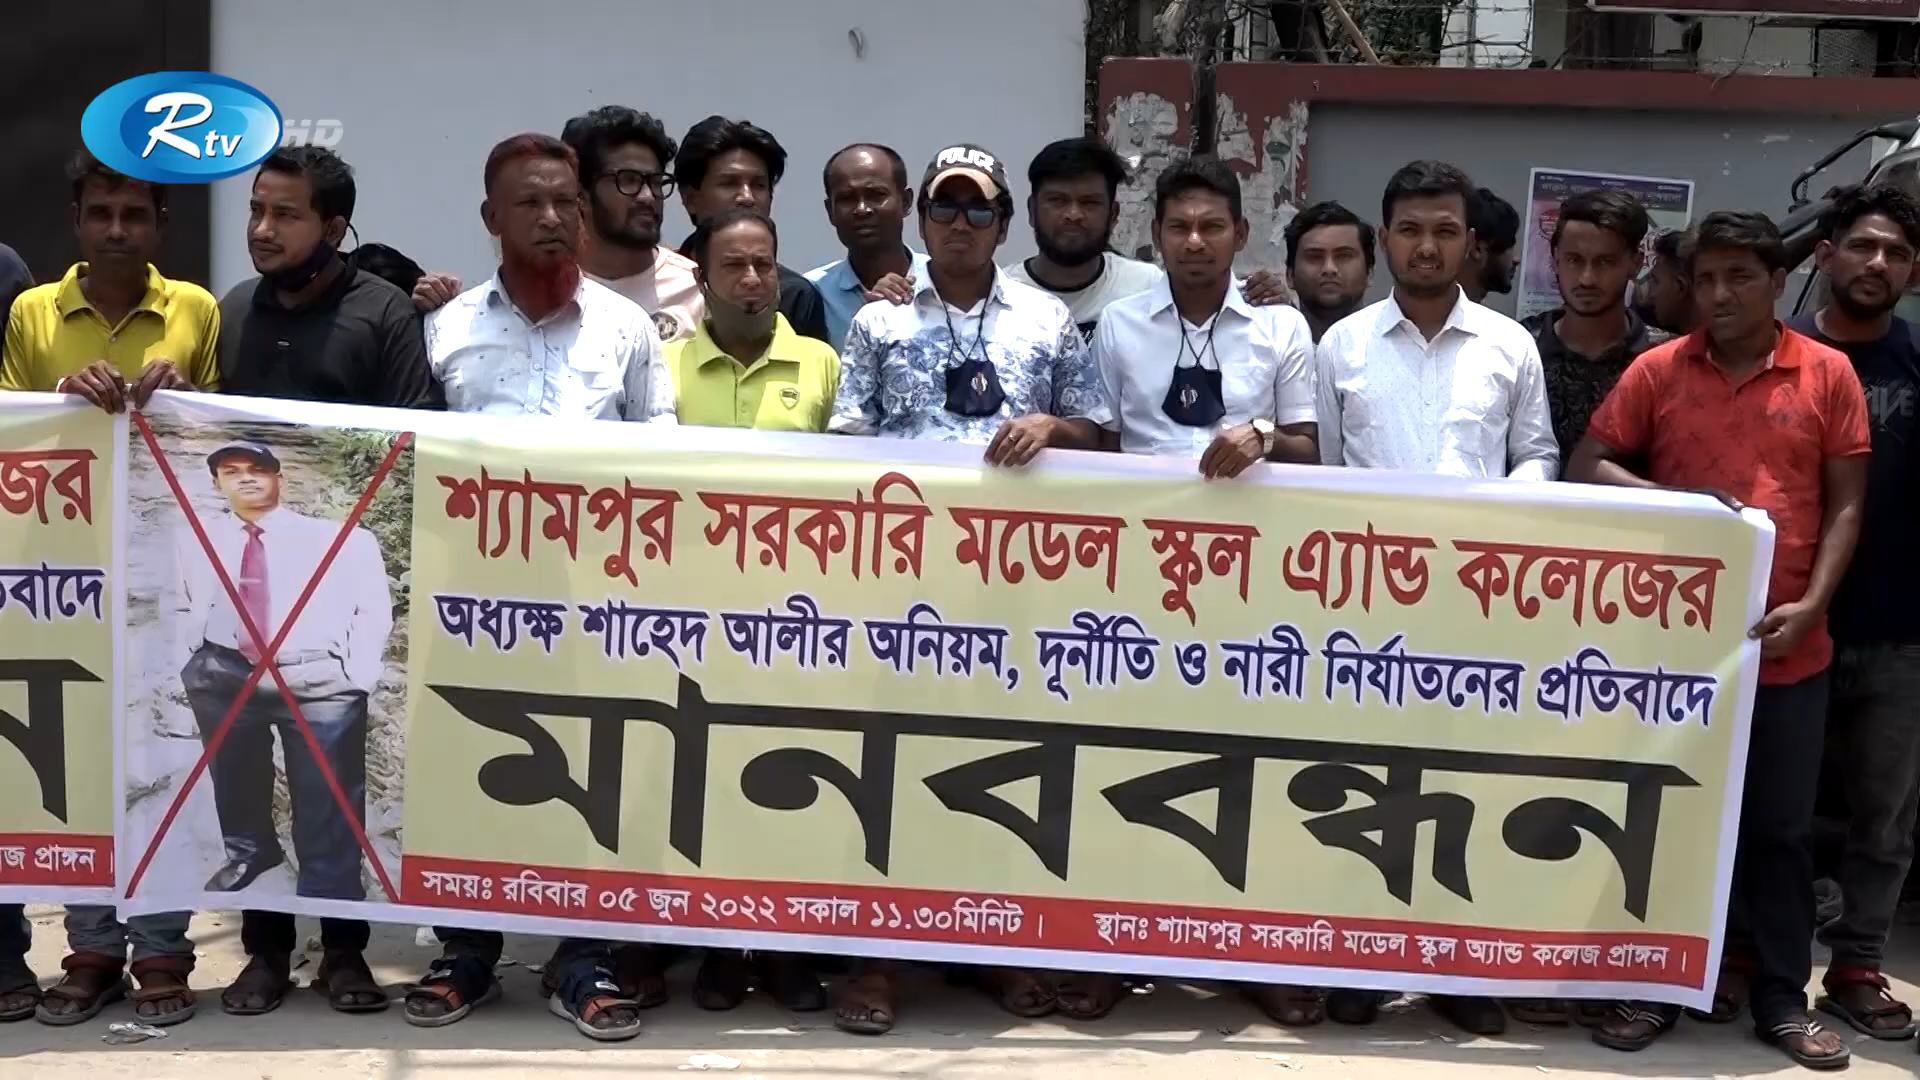 Rtv HD
POLICE
শ্যামপুর সরকারি মডেল স্কুল এ্যান্ড কলেজের
অধ্যক্ষ শাহেদ আলীর অনিয়ম, দূর্নীতি ও নারী নির্যাতনের প্রতিবাদে
মানববন্ধন
সময়ঃ রবিবার ০৫ জুন ২০২২ সকাল ১১.৩০মিনিট । স্থানঃ শ্যামপুর সরকারি মডেল স্কুল অ্যান্ড কলেজ প্রাঙ্গন ।
জের
বাদে
ন
জ প্রাঙ্গন ।